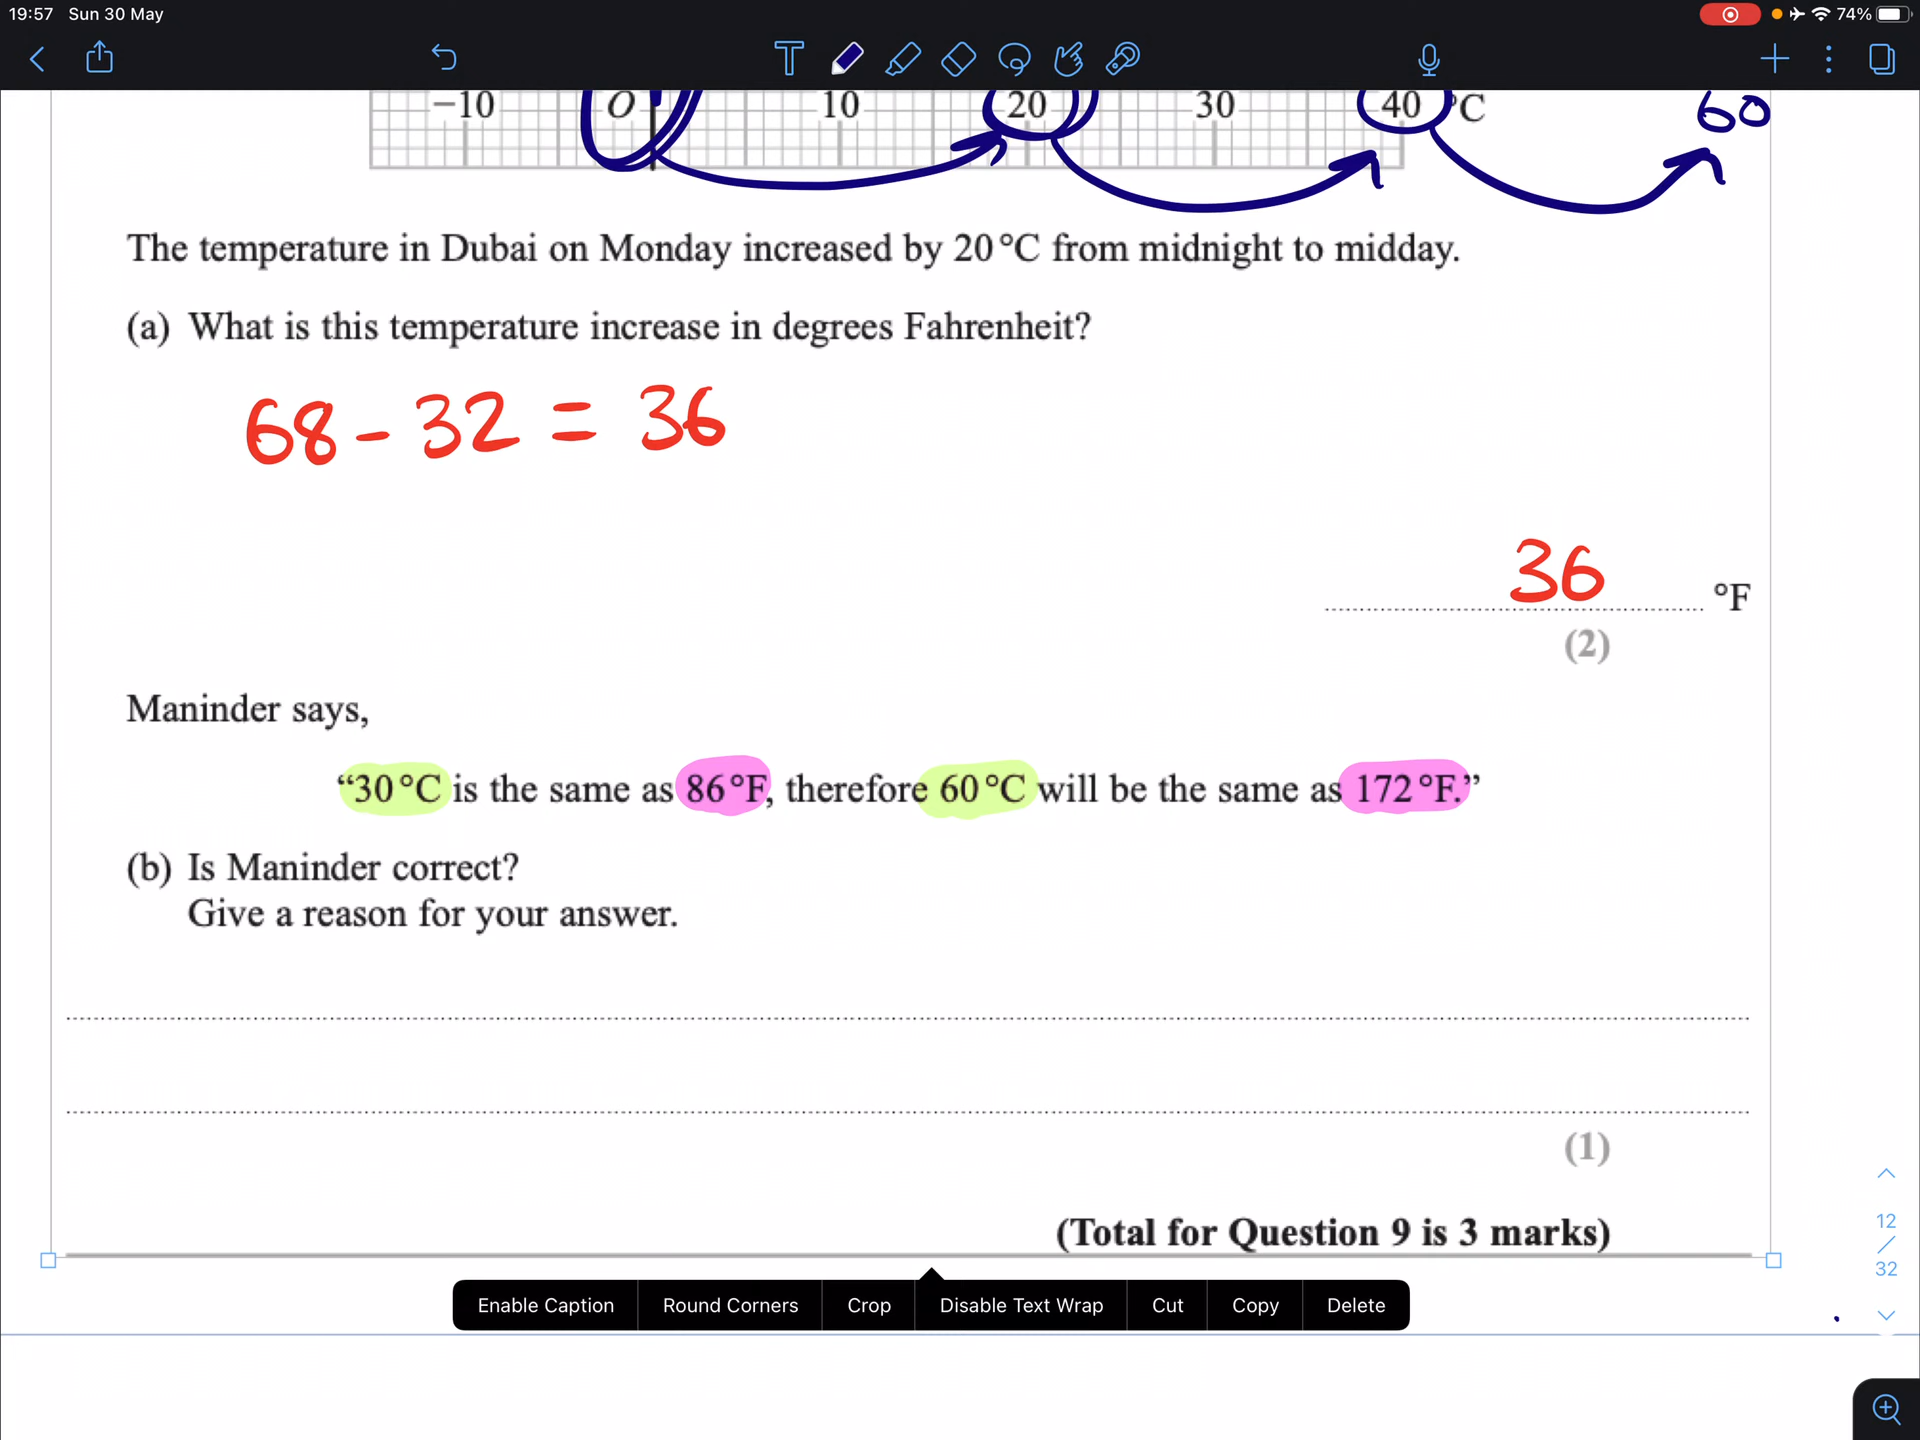 19:57 Sun 30 May 74%
T
−10 O 10 20 30 40 °C 60
The temperature in Dubai on Monday increased by 20 °C from midnight to midday.
(a) What is this temperature increase in degrees Fahrenheit?
68 - 32 = 36
36 °F
(2)
Maninder says,
“30 °C is the same as 86 °F, therefore 60 °C will be the same as 172 °F.”
(b) Is Maninder correct?
Give a reason for your answer.
(1)
12
/
32
(Total for Question 9 is 3 marks)
Enable Caption Round Corners Crop Disable Text Wrap Cut Copy Delete